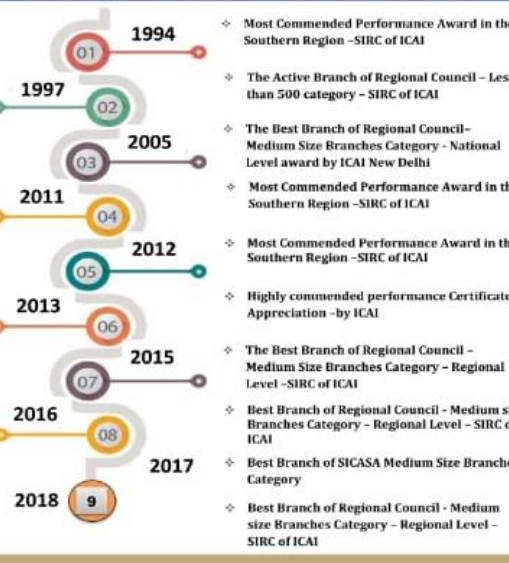 01
1994
❖ Most Commended Performance Award in the
Southern Region –SIRC of ICAI
1997
02
❖ The Active Branch of Regional Council – Les
than 500 category – SIRC of ICAI
03
2005
❖ The Best Branch of Regional Council–
Medium Size Branches Category - National
Level award by ICAI New Delhi
2011
04
❖ Most Commended Performance Award in th
Southern Region –SIRC of ICAI
05
2012
❖ Most Commended Performance Award in th
Southern Region –SIRC of ICAI
2013
06
❖ Highly commended performance Certificate
Appreciation –by ICAI
07
2015
❖ The Best Branch of Regional Council –
Medium Size Branches Category – Regional
Level –SIRC of ICAI
2016
08
❖ Best Branch of Regional Council - Medium si
Branches Category – Regional Level – SIRC o
ICAI
2017
❖ Best Branch of SICASA Medium Size Branche
Category
2018
9
❖ Best Branch of Regional Council - Medium
size Branches Category – Regional Level –
SIRC of ICAI